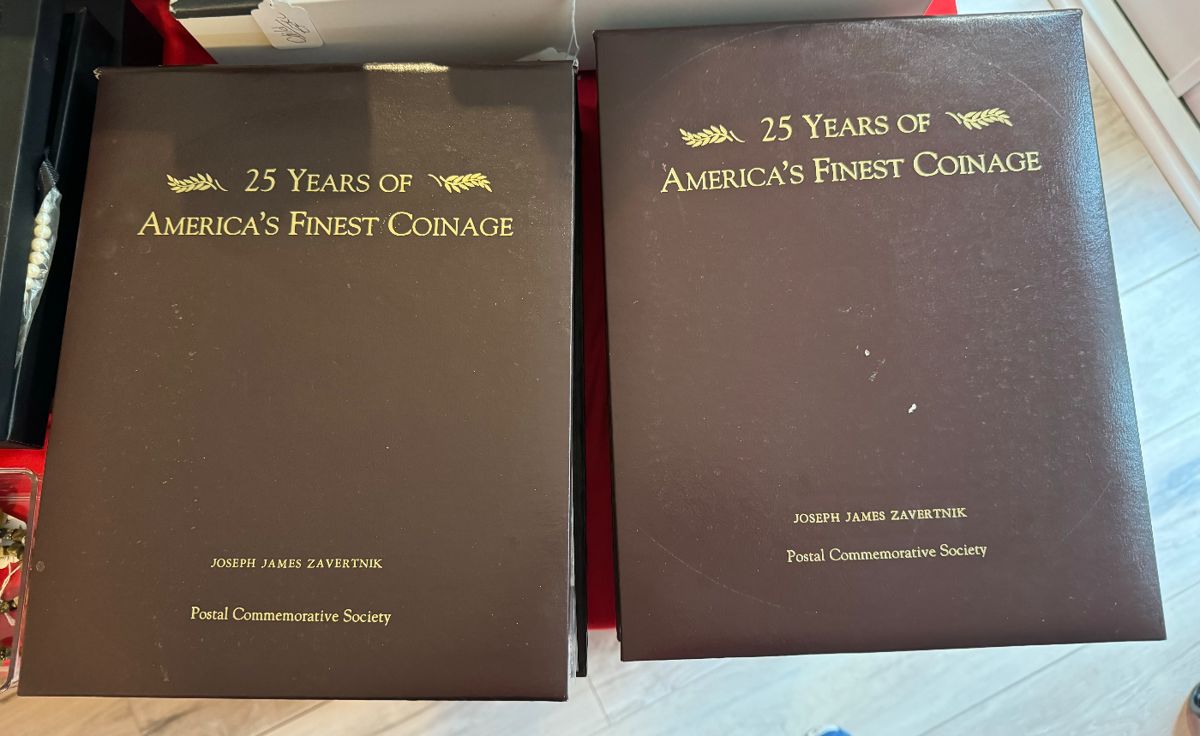 25 YEARS OF
AMERICA'S FINEST COINAGE
JOSEPH JAMES ZAVERTNIK
Postal Commemorative Society
25 YEARS OF
AMERICA'S FINEST COINAGE
JOSEPH JAMES ZAVERTNIK
Postal Commemorative Society